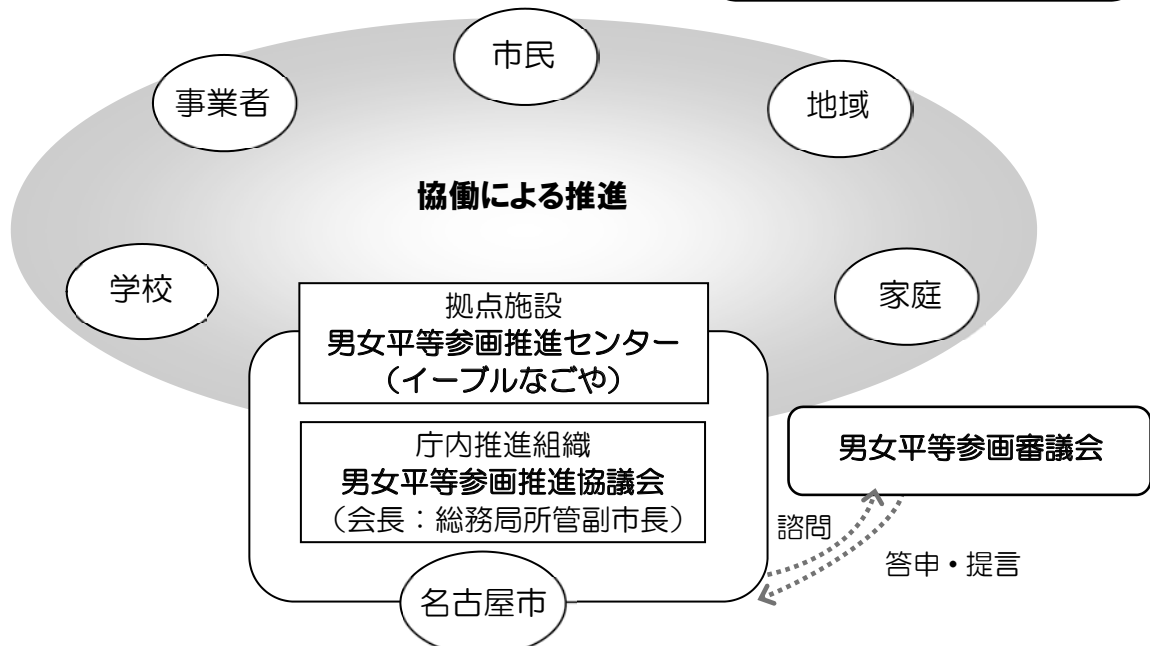 市民
事業者
地域
協働による推進
学校
家庭
拠点施設
男女平等参画推進センター
（イーブルなごや）
庁内推進組織
男女平等参画推進協議会
（会長：総務局所管副市長）
男女平等参画審議会
諮問
答申・提言
名古屋市